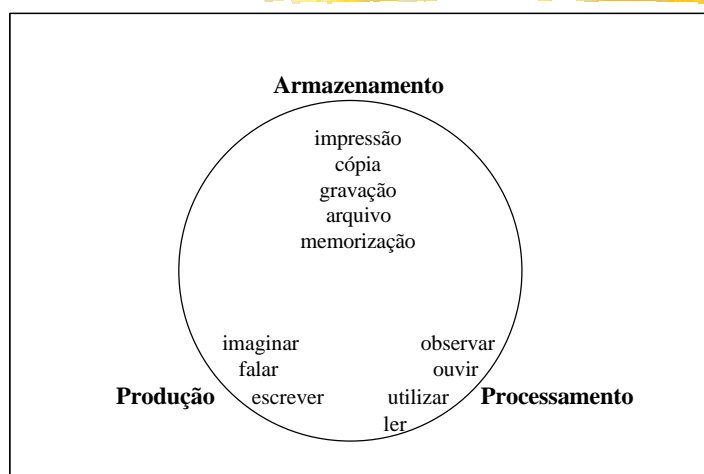 Armazenamento
impressão
cópia
gravação
arquivo
memorização
imaginar
falar
escrever
Produção
observar
ouvir
utilizar
ler
Processamento